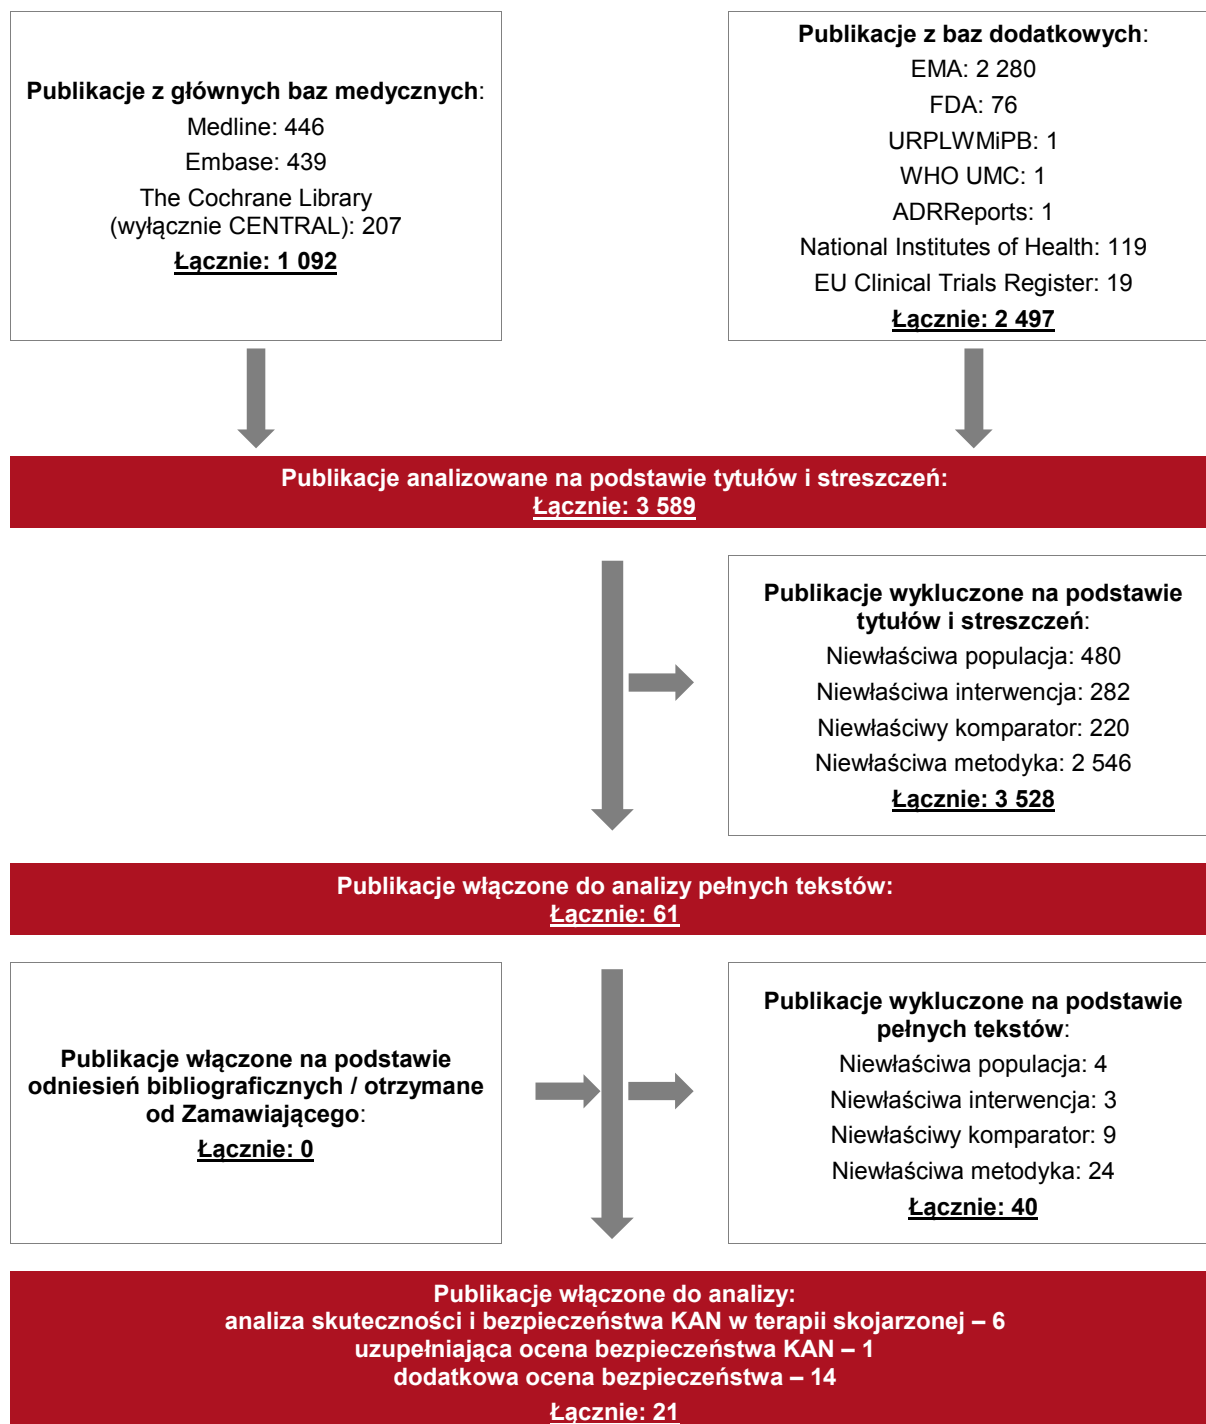 Publikacje z głównych baz medycznych:
Medline: 446
Embase: 439
The Cochrane Library
(wyłącznie CENTRAL): 207
Łącznie: 1 092
Publikacje z baz dodatkowych:
EMA: 2 280
FDA: 76
URPLWMiPB: 1
WHO UMC: 1
ADRReports: 1
National Institutes of Health: 119
EU Clinical Trials Register: 19
Łącznie: 2 497
Publikacje analizowane na podstawie tytułów i streszczeń:
Łącznie: 3 589
Publikacje wykluczone na podstawie
tytułów i streszczeń:
Niewłaściwa populacja: 480
Niewłaściwa interwencja: 282
Niewłaściwy komparator: 220
Niewłaściwa metodyka: 2 546
Łącznie: 3 528
Publikacje włączone do analizy pełnych tekstów:
Łącznie: 61
Publikacje włączone na podstawie
odniesień bibliograficznych / otrzymane
od Zamawiającego:
Łącznie: 0
Publikacje wykluczone na podstawie
pełnych tekstów:
Niewłaściwa populacja: 4
Niewłaściwa interwencja: 3
Niewłaściwy komparator: 9
Niewłaściwa metodyka: 24
Łącznie: 40
Publikacje włączone do analizy:
analiza skuteczności i bezpieczeństwa KAN w terapii skojarzonej – 6
uzupełniająca ocena bezpieczeństwa KAN – 1
dodatkowa ocena bezpieczeństwa – 14
Łącznie: 21